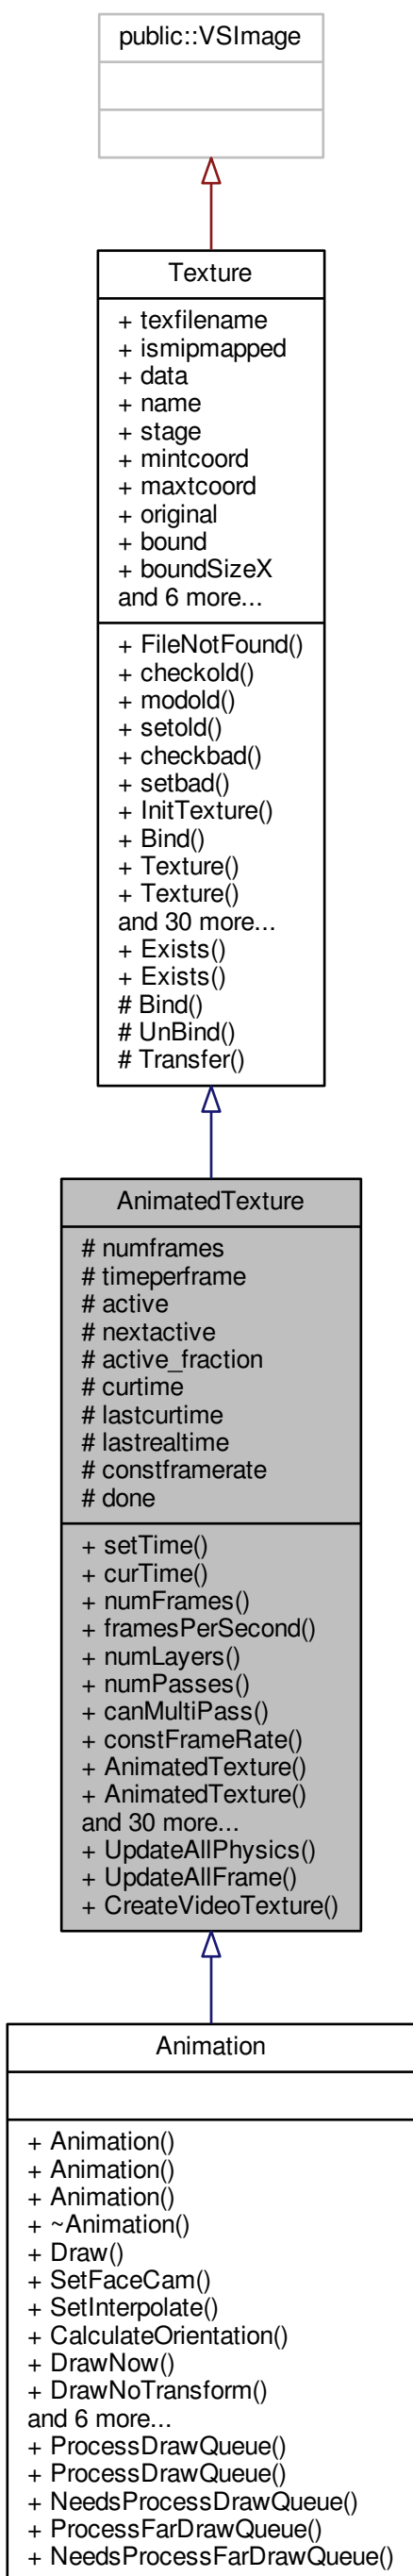 public::VSImage
Texture
+ texfilename
+ ismipmapped
+ data
+ name
+ stage
+ mintcoord
+ maxtcoord
+ original
+ bound
+ boundSizeX
and 6 more...
+ FileNotFound()
+ checkold()
+ modold()
+ setold()
+ checkbad()
+ setbad()
+ InitTexture()
+ Bind()
+ Texture()
+ Texture()
and 30 more...
+ Exists()
+ Exists()
# Bind()
# UnBind()
# Transfer()
AnimatedTexture
# numframes
# timeperframe
# active
# nextactive
# active_fraction
# curtime
# lastcurtime
# lastrealtime
# constframerate
# done
+ setTime()
+ curTime()
+ numFrames()
+ framesPerSecond()
+ numLayers()
+ numPasses()
+ canMultiPass()
+ constFrameRate()
+ AnimatedTexture()
+ AnimatedTexture()
and 30 more...
+ UpdateAllPhysics()
+ UpdateAllFrame()
+ CreateVideoTexture()
Animation
+ Animation()
+ Animation()
+ Animation()
+ ~Animation()
+ Draw()
+ SetFaceCam()
+ SetInterpolate()
+ CalculateOrientation()
+ DrawNow()
+ DrawNoTransform()
and 6 more...
+ ProcessDrawQueue()
+ ProcessDrawQueue()
+ NeedsProcessDrawQueue()
+ ProcessFarDrawQueue()
+ NeedsProcessFarDrawQueue()